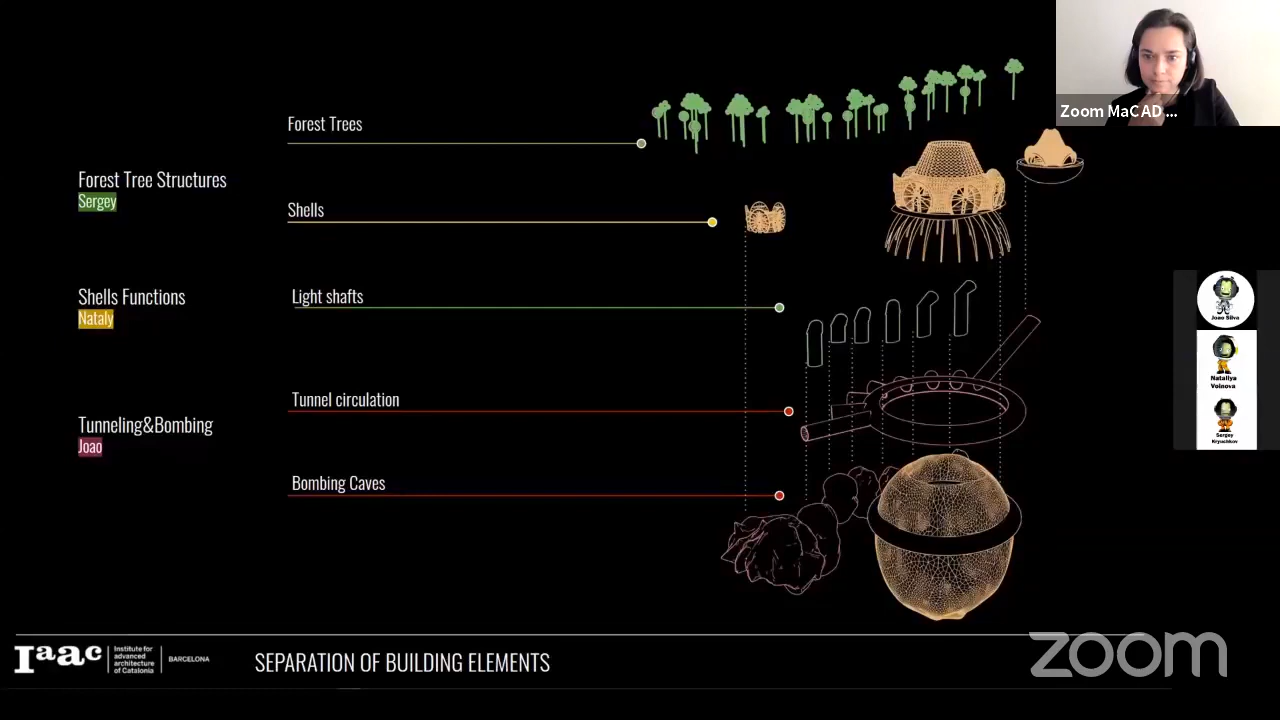 Zoom MaCAD ...
Forest Trees
Forest Tree Structures
Sergey
Shells
Shells Functions
Nataly
Light shafts
Tunnel circulation
Tunneling&Bombing
Joao
Bombing Caves
Joao Silva
Nataliya
Voinova
Sergey
Kryuchkov
Iaac
Institute for
advanced
architecture
of Catalonia
BARCELONA
SEPARATION OF BUILDING ELEMENTS
zoom